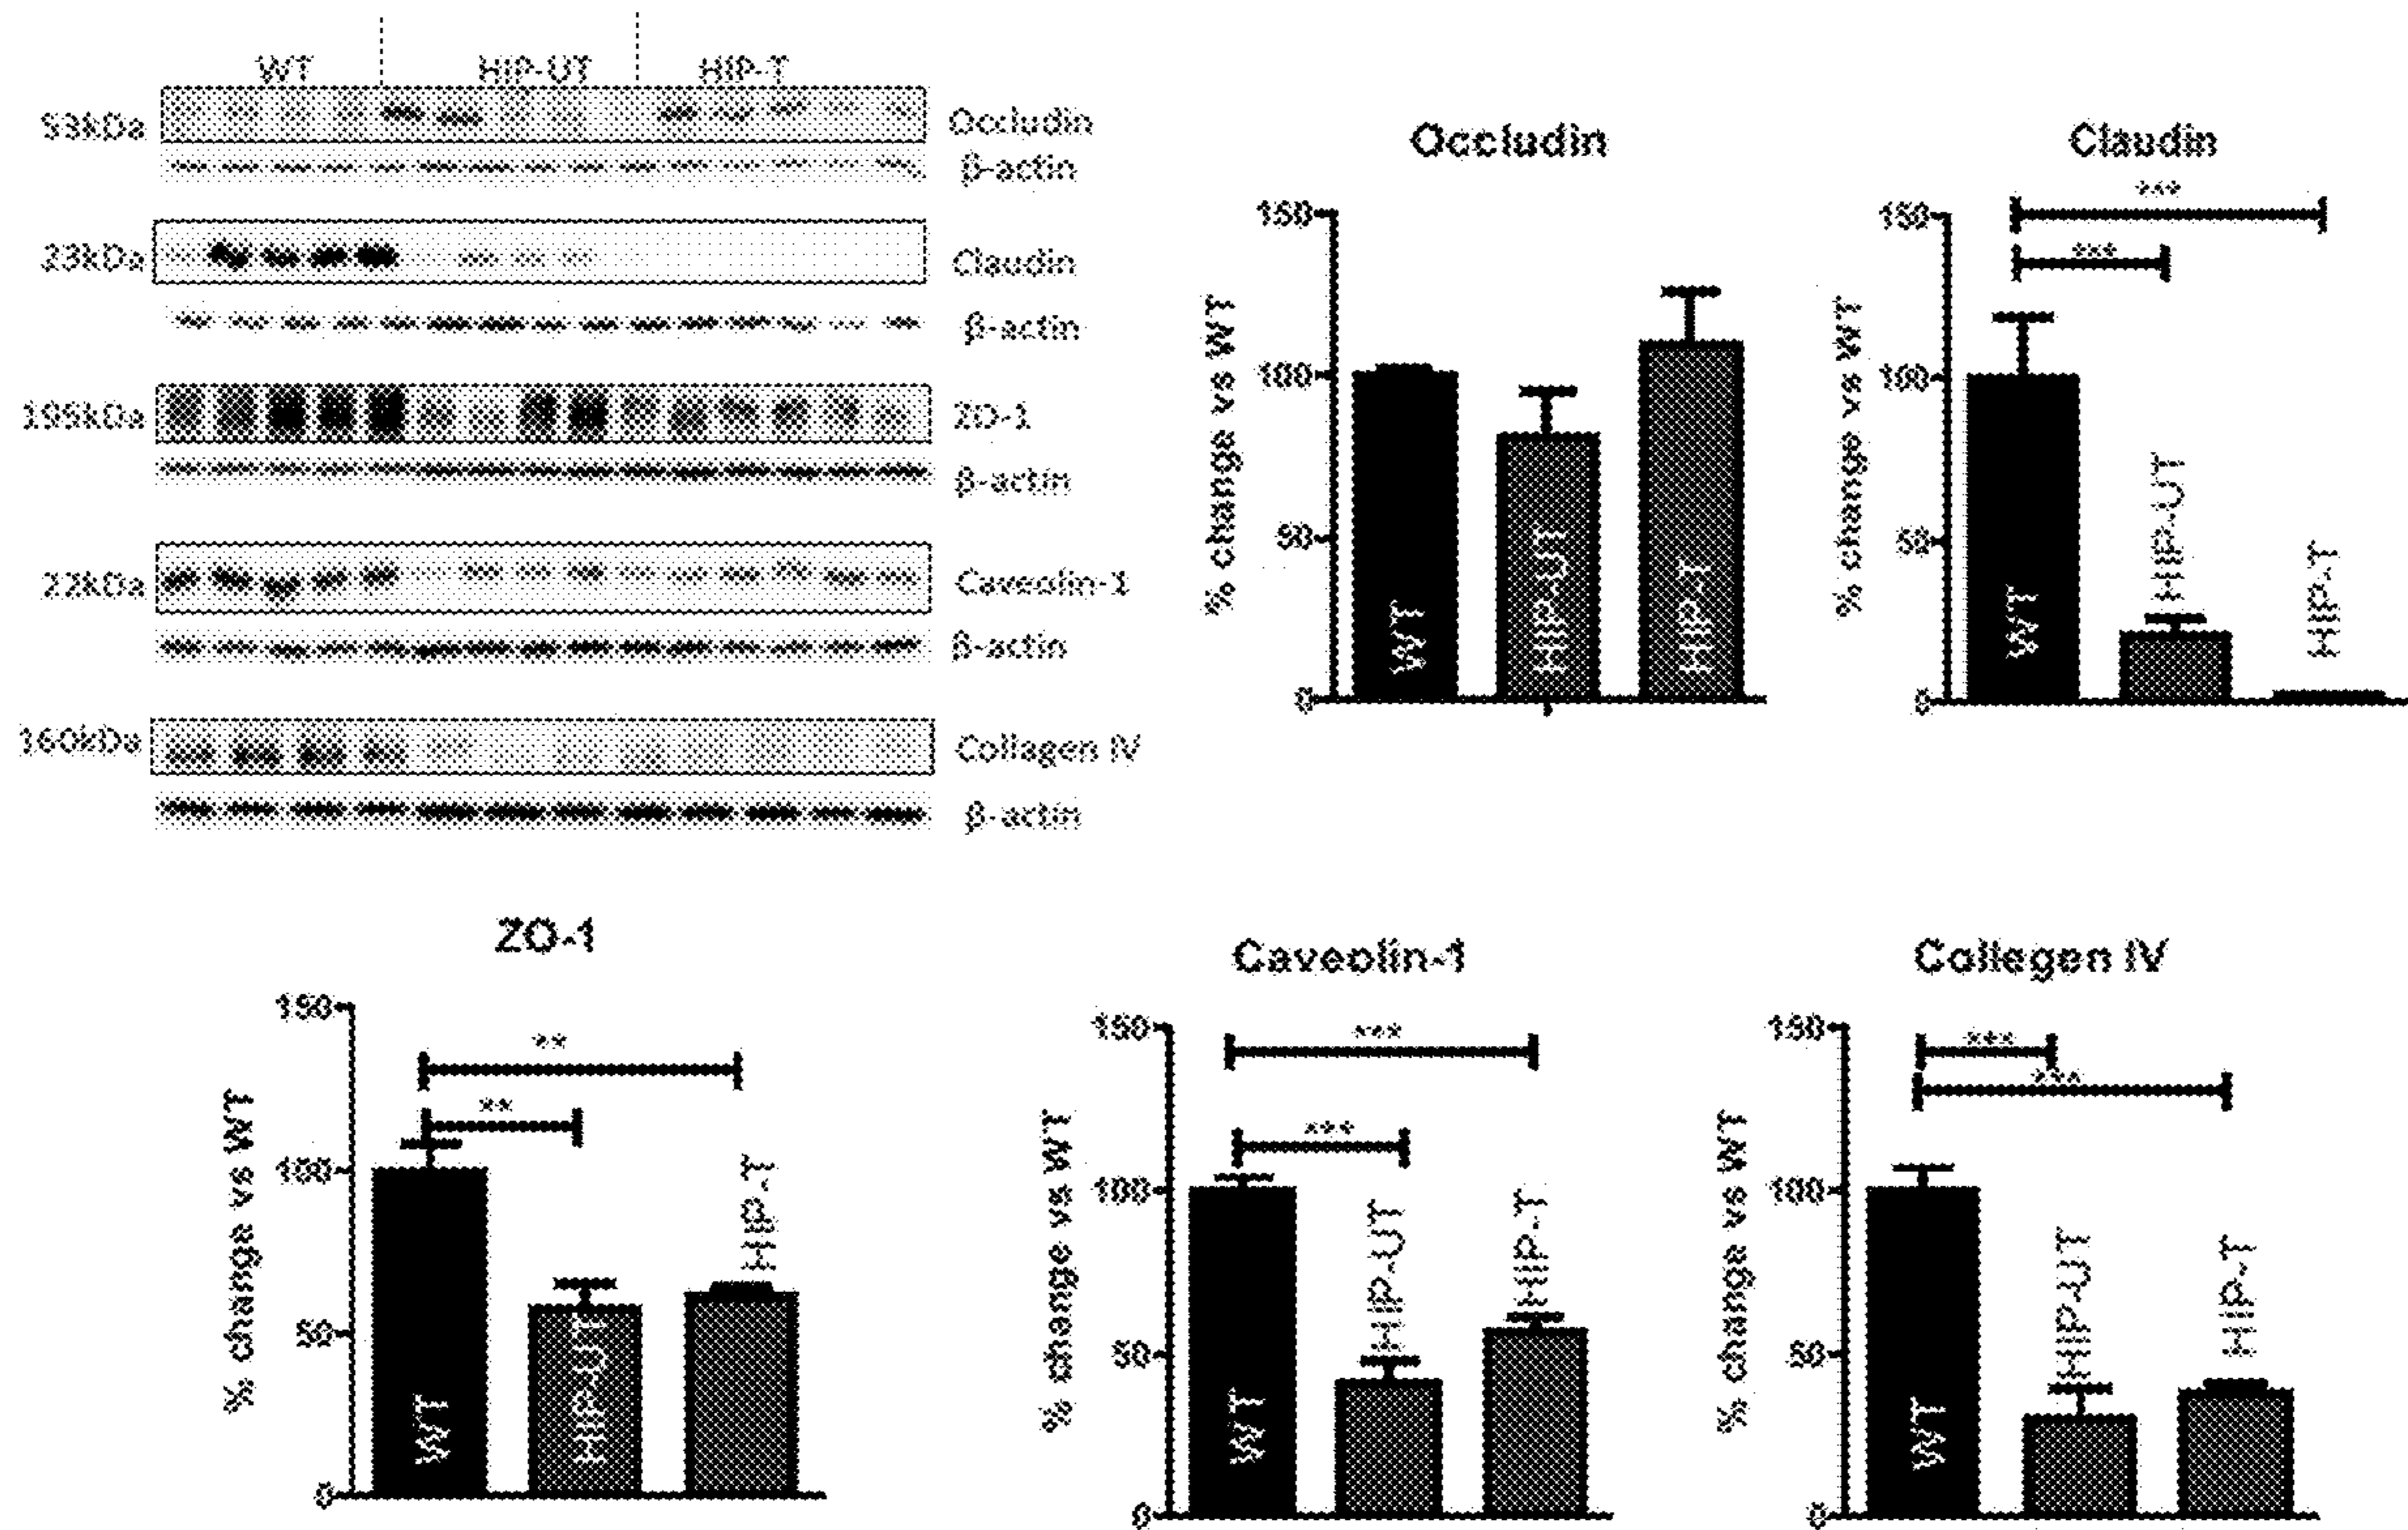 WT HIP-UT HIP-T
53kDa Occludin
β-actin
23kDa Claudin
β-actin
195kDa ZO-1
β-actin
22kDa Caveolin-1
β-actin
160kDa Collagen IV
β-actin
Occludin
% change vs WT
150
100
50
0
WT
HIP-UT
HIP-T
Claudin
% change vs WT
150
100
50
0
***
***
WT
HIP-UT
HIP-T
ZO-1
% change vs WT
150
100
50
0
**
**
WT
HIP-UT
HIP-T
Caveolin-1
% change vs WT
150
100
50
0
***
***
WT
HIP-UT
HIP-T
Collagen IV
% change vs WT
150
100
50
0
***
***
WT
HIP-UT
HIP-T